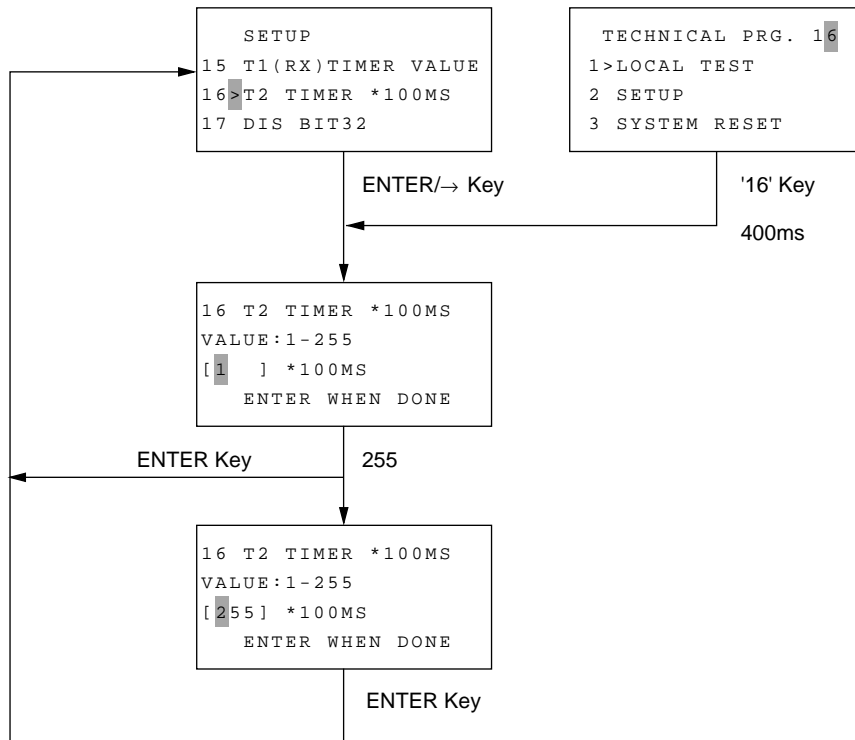 SETUP
15 T1(RX)TIMER VALUE
16>T2 TIMER *100MS
17 DIS BIT32
TECHNICAL PRG. 16
1>LOCAL TEST
2 SETUP
3 SYSTEM RESET
ENTER/→ Key
'16' Key
400ms
16 T2 TIMER *100MS
VALUE:1-255
[1  ] *100MS
ENTER WHEN DONE
ENTER Key
255
16 T2 TIMER *100MS
VALUE:1-255
[255] *100MS
ENTER WHEN DONE
ENTER Key